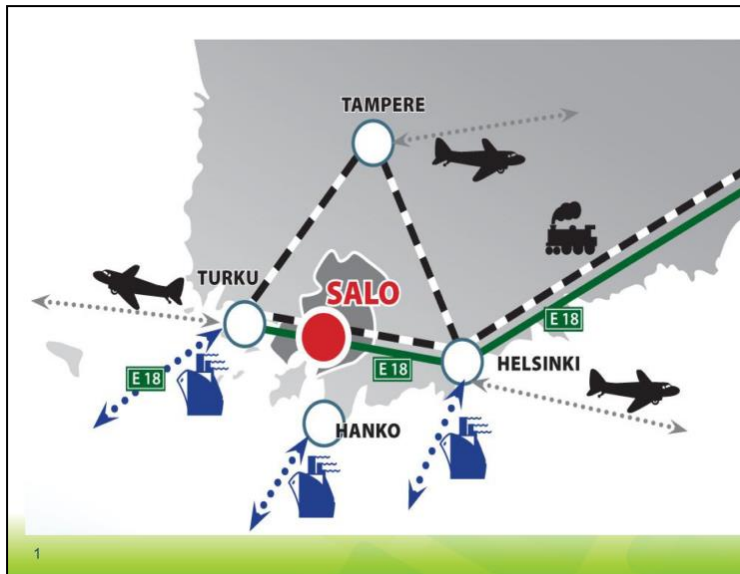 TAMPERE
TURKU
SALO
E 18
E 18
E 18
HELSINKI
HANKO
1